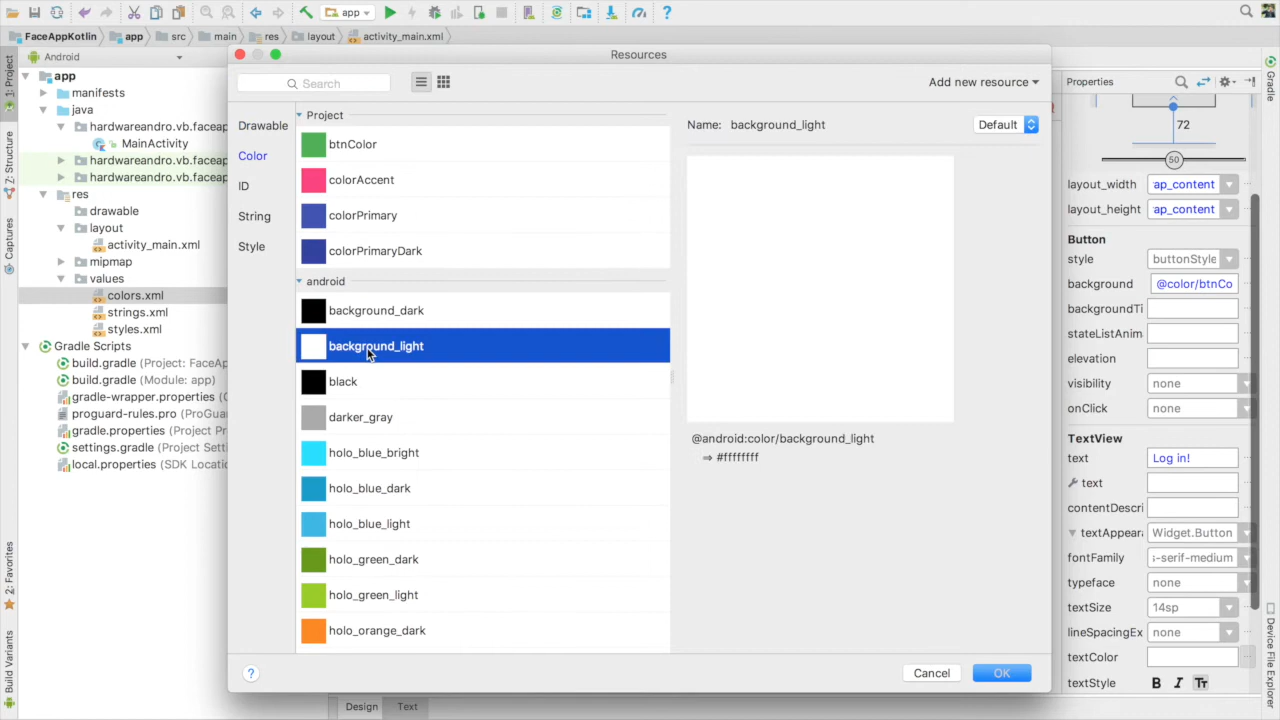 app
FaceAppKotlin
app
src
main
res
layout
activity_main.xml
Android
1: Project
7: Structure
Captures
2: Favorites
Build Variants
app
manifests
java
hardwareandro.vb.faceap
MainActivity
hardwareandro.vb.faceap
hardwareandro.vb.faceap
res
drawable
layout
activity_main.xml
mipmap
values
colors.xml
strings.xml
styles.xml
Gradle Scripts
build.gradle (Project: FaceAp
build.gradle (Module: app)
gradle-wrapper.properties (
proguard-rules.pro (ProGua
gradle.properties (Project Pr
settings.gradle (Project Setti
local.properties (SDK Locati
Resources
Search
Add new resource
Drawable
Color
ID
String
Style
Project
btnColor
colorAccent
colorPrimary
colorPrimaryDark
android
background_dark
background_light
black
darker_gray
holo_blue_bright
holo_blue_dark
holo_blue_light
holo_green_dark
holo_green_light
holo_orange_dark
Name: background_light
Default
@android:color/background_light
⇒ #ffffffff
?
Cancel
OK
Design
Text
Properties
72
50
layout_width ap_content
layout_height ap_content
Button
style buttonStyle
background @color/btnCo
backgroundTi
stateListAnim
elevation
visibility none
onClick none
TextView
text Log in!
text
contentDescri
textAppear Widget.Button
fontFamily -serif-medium
typeface none
textSize 14sp
lineSpacingEx none
textColor
textStyle B I Tr
Gradle
Device File Explorer